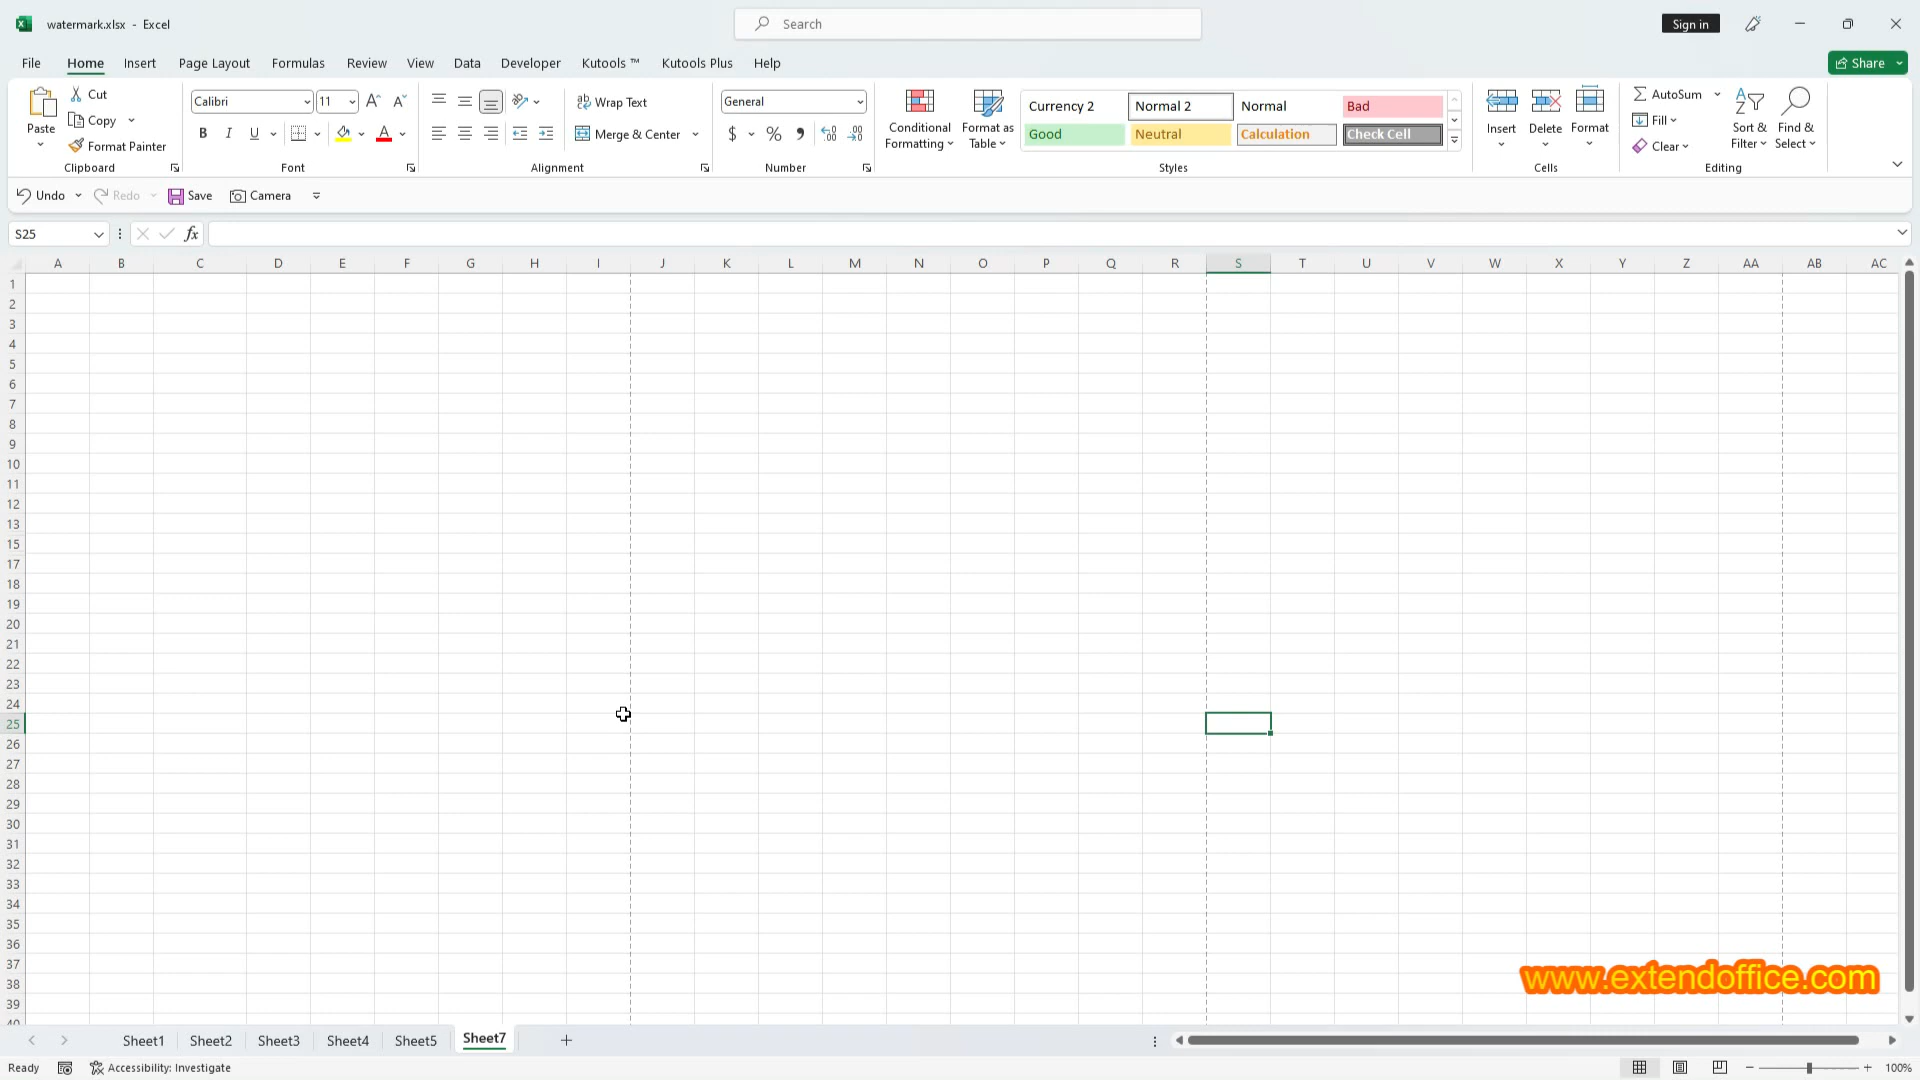 watermark.xlsx - Excel
Search
Sign in
File Home Insert Page Layout Formulas Review View Data Developer Kutools ™ Kutools Plus Help
Share
Paste
Cut
Copy
Format Painter
Clipboard
Calibri 11
B I U A
Font
Wrap Text
Merge & Center
Alignment
General
$ % ,
Number
Conditional Formatting
Format as Table
Currency 2 Normal 2 Normal Bad
Good Neutral Calculation Check Cell
Styles
Insert Delete Format
Cells
AutoSum
Fill
Clear
Sort & Filter
Find & Select
Editing
Undo Redo Save Camera
S25 fx
A B C D E F G H I J K L M N O P Q R S T U V W X Y Z AA AB AC
1
2
3
4
5
6
7
8
9
10
11
12
13
15
17
18
19
20
21
22
23
24
25
26
27
28
29
30
31
32
33
34
35
36
37
38
39
40
www.extendoffice.com
Sheet1 Sheet2 Sheet3 Sheet4 Sheet5 Sheet7
Ready Accessibility: Investigate 100%